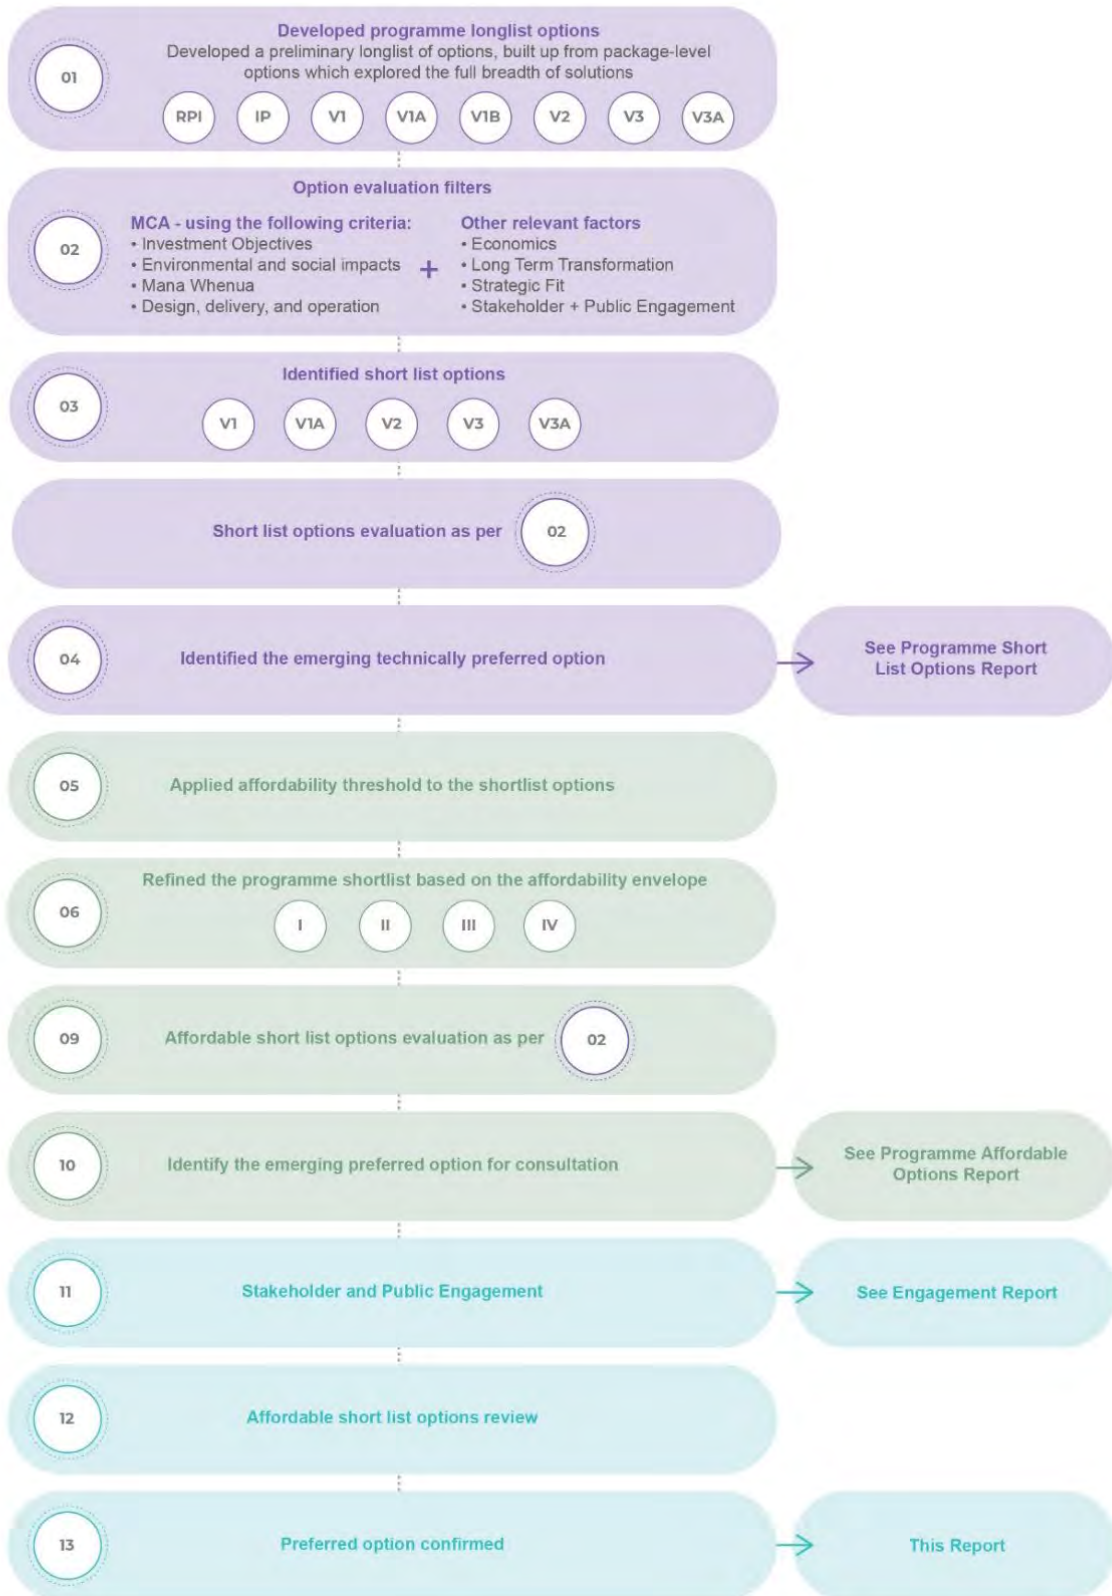 Developed programme longlist options
Developed a preliminary longlist of options, built up from package-level
options which explored the full breadth of solutions
01
RPI IP V1 V1A V1B V2 V3 V3A
Option evaluation filters
02
MCA - using the following criteria:
• Investment Objectives
• Environmental and social impacts
• Mana Whenua
• Design, delivery, and operation
+
Other relevant factors
• Economics
• Long Term Transformation
• Strategic Fit
• Stakeholder + Public Engagement
Identified short list options
03
V1 V1A V2 V3 V3A
Short list options evaluation as per 02
04 Identified the emerging technically preferred option
See Programme Short
List Options Report
05 Applied affordability threshold to the shortlist options
Refined the programme shortlist based on the affordability envelope
06
I II III IV
09 Affordable short list options evaluation as per 02
10 Identify the emerging preferred option for consultation
See Programme Affordable
Options Report
11 Stakeholder and Public Engagement
See Engagement Report
12 Affordable short list options review
13 Preferred option confirmed
This Report